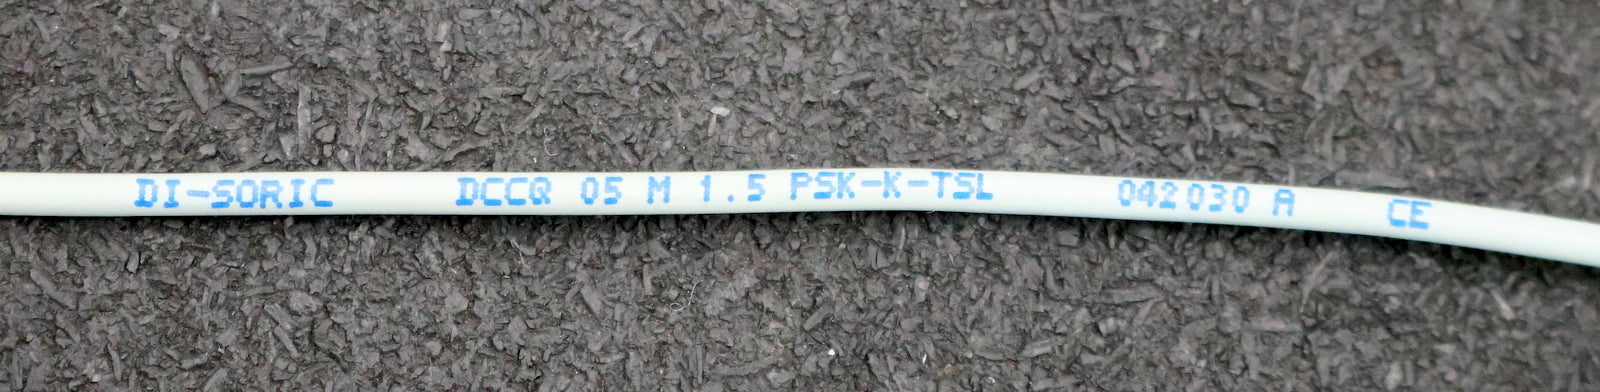 DI-SORIC DCCQ 05 M 1.5 PSK-K-TSL 042030 A CE